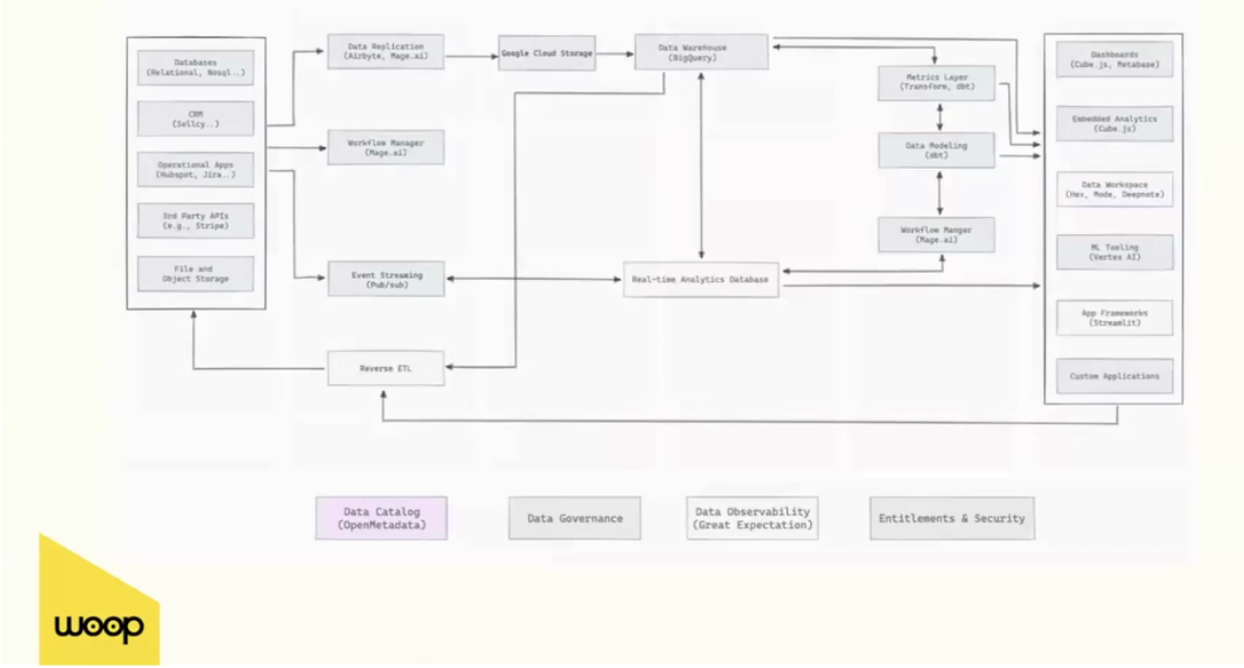 Databases
(Relational, Nosql..)
CRM
(Sellcy..)
Operational Apps
(Hubspot, Jira..)
3rd Party APIs
(e.g., Stripe)
File and
Object Storage
Data Replication
(Airbyte, Mage.ai)
Workflow Manager
(Mage.ai)
Event Streaming
(Pub/sub)
Reverse ETL
Google Cloud Storage
Data Warehouse
(BigQuery)
Real-time Analytics Database
Metrics Layer
(Transform, dbt)
Data Modeling
(dbt)
Workflow Manger
(Mage.ai)
Dashboards
(Cube.js, Metabase)
Embedded Analytics
(Cube.js)
Data Workspace
(Hex, Mode, Deepnote)
ML Tooling
(Vertex AI)
App Frameworks
(Streamlit)
Custom Applications
Data Catalog
(OpenMetadata)
Data Governance
Data Observability
(Great Expectation)
Entitlements & Security
woop